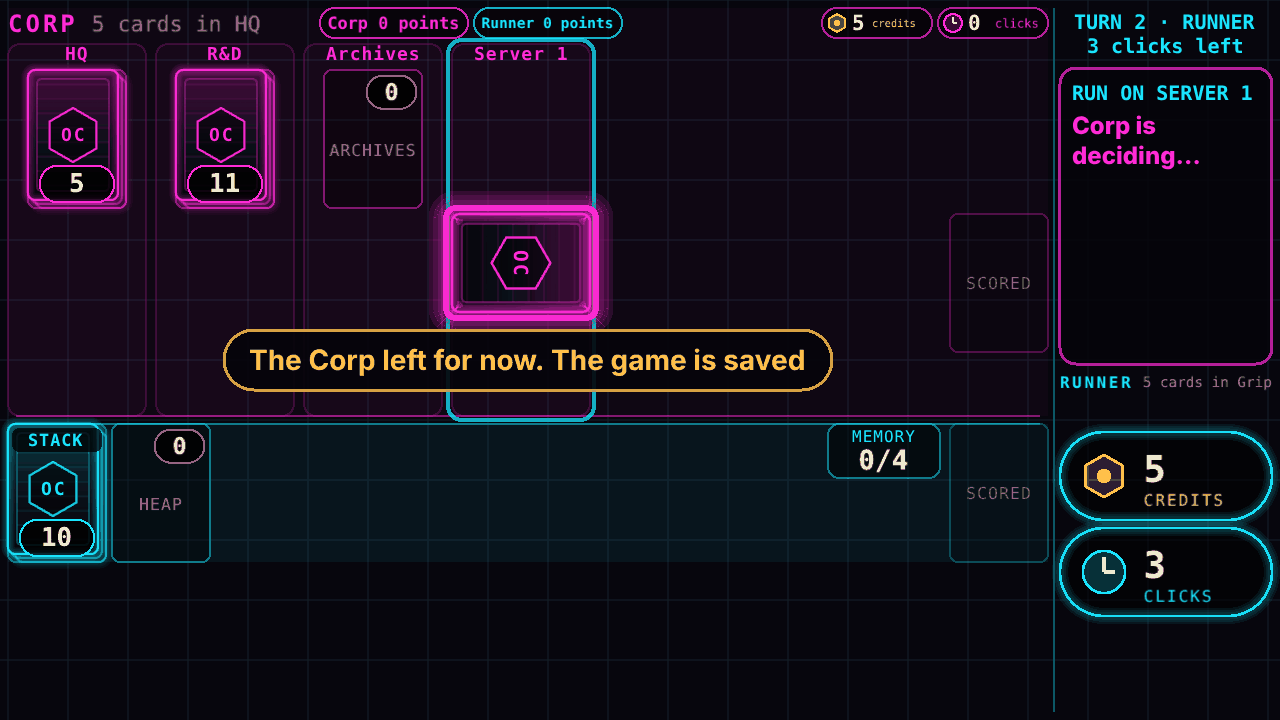 CORP 5 cards in HQ
Corp 0 points
Runner 0 points
5 credits
0 clicks
TURN 2 · RUNNER
3 clicks left
HQ
R&D
Archives
Server 1
OC
5
OC
11
0
ARCHIVES
OC
SCORED
RUN ON SERVER 1
Corp is
deciding...
The Corp left for now. The game is saved
RUNNER 5 cards in Grip
STACK
OC
10
0
HEAP
MEMORY
0/4
SCORED
5
CREDITS
3
CLICKS